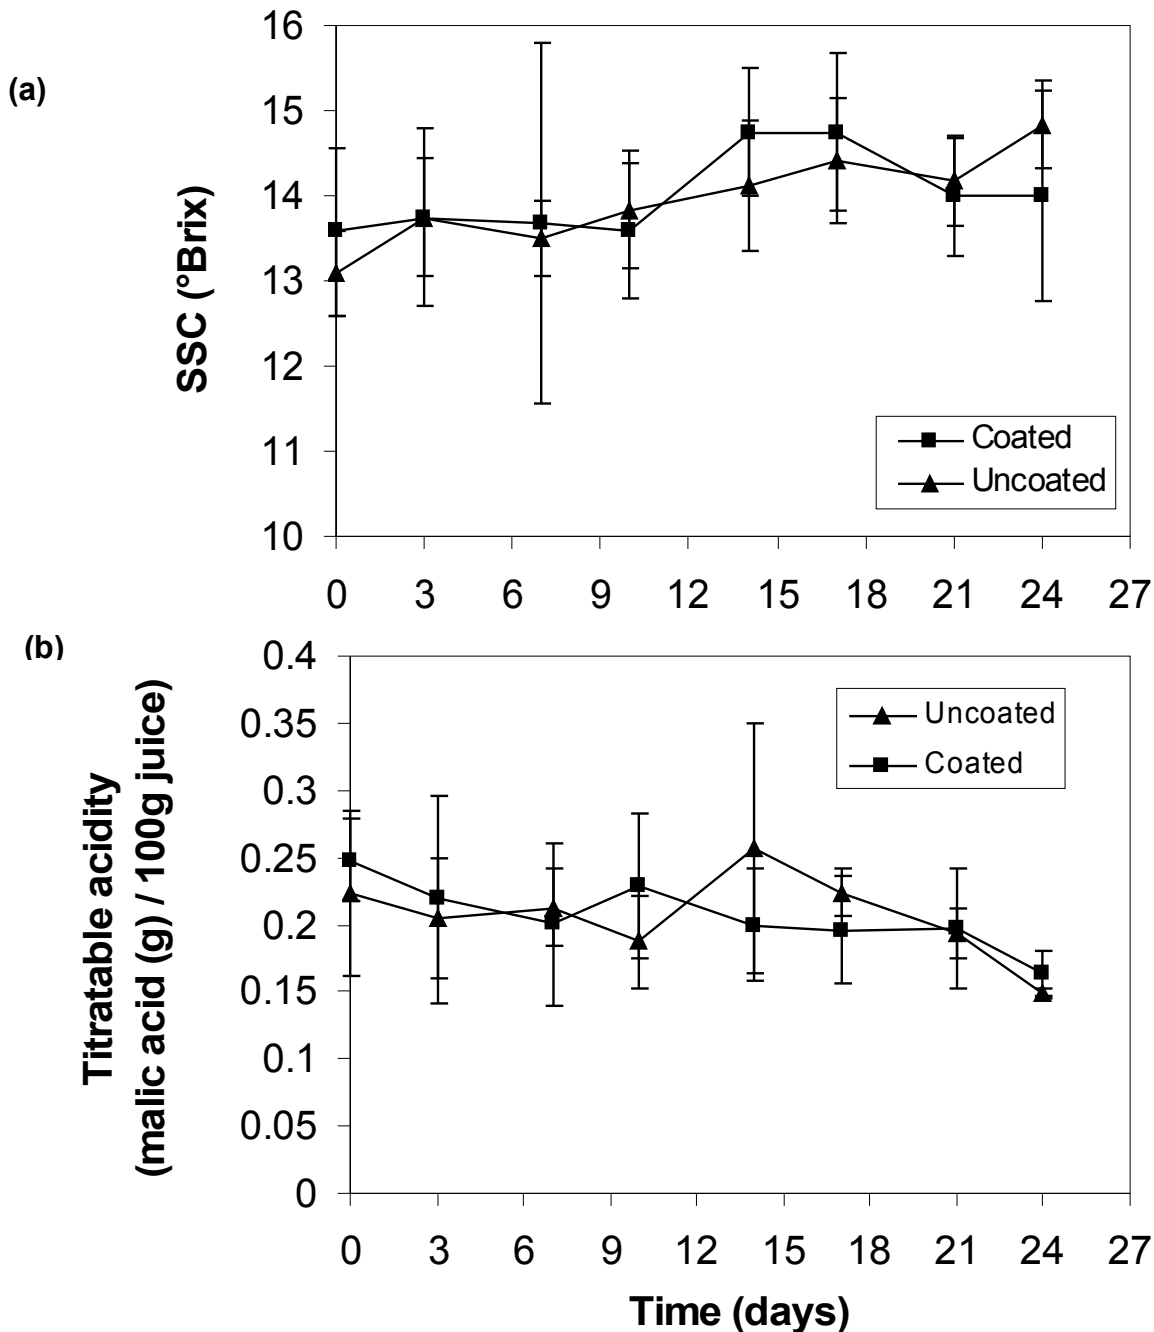 (a)
SSC (°Brix)
16
15
14
13
12
11
10
Coated
Uncoated
0 3 6 9 12 15 18 21 24 27
(b)
Titratable acidity
(malic acid (g) / 100g juice)
0.4
0.35
0.3
0.25
0.2
0.15
0.1
0.05
0
Uncoated
Coated
0 3 6 9 12 15 18 21 24 27
Time (days)